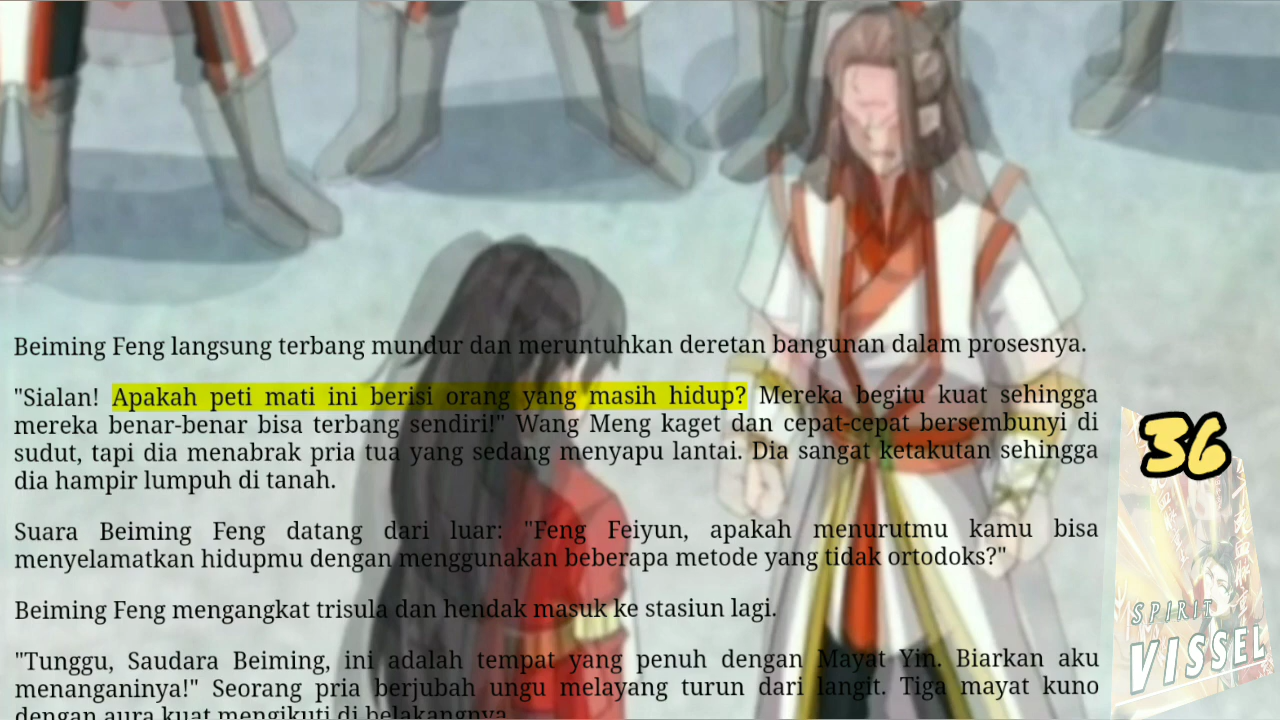 Beiming Feng langsung terbang mundur dan meruntuhkan deretan bangunan dalam prosesnya.
"Sialan! Apakah peti mati ini berisi orang yang masih hidup? Mereka begitu kuat sehingga
mereka benar-benar bisa terbang sendiri!" Wang Meng kaget dan cepat-cepat bersembunyi di
sudut, tapi dia menabrak pria tua yang sedang menyapu lantai. Dia sangat ketakutan sehingga
dia hampir lumpuh di tanah.
Suara Beiming Feng datang dari luar: "Feng Feiyun, apakah menurutmu kamu bisa
menyelamatkan hidupmu dengan menggunakan beberapa metode yang tidak ortodoks?"
Beiming Feng mengangkat trisula dan hendak masuk ke stasiun lagi.
"Tunggu, Saudara Beiming, ini adalah tempat yang penuh dengan Mayat Yin. Biarkan aku
menanganinya!" Seorang pria berjubah ungu melayang turun dari langit. Tiga mayat kuno
dengan aura kuat mengikuti di belakangnya.
36
SPIRIT
VISSEL